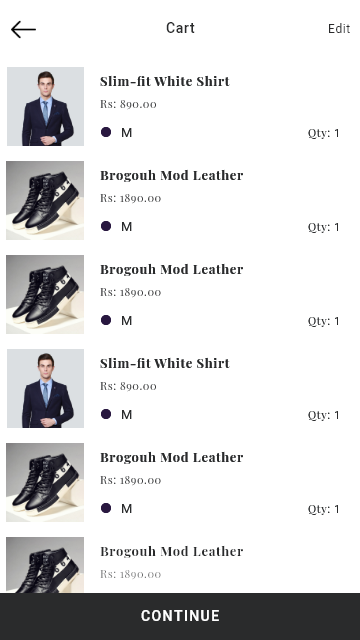 Cart
Edit
Slim-fit White Shirt
Rs: 890.00
M
Qty: 1
Brogouh Mod Leather
Rs: 1890.00
M
Qty: 1
Brogouh Mod Leather
Rs: 1890.00
M
Qty: 1
Slim-fit White Shirt
Rs: 890.00
M
Qty: 1
Brogouh Mod Leather
Rs: 1890.00
M
Qty: 1
Brogouh Mod Leather
Rs: 1890.00
CONTINUE